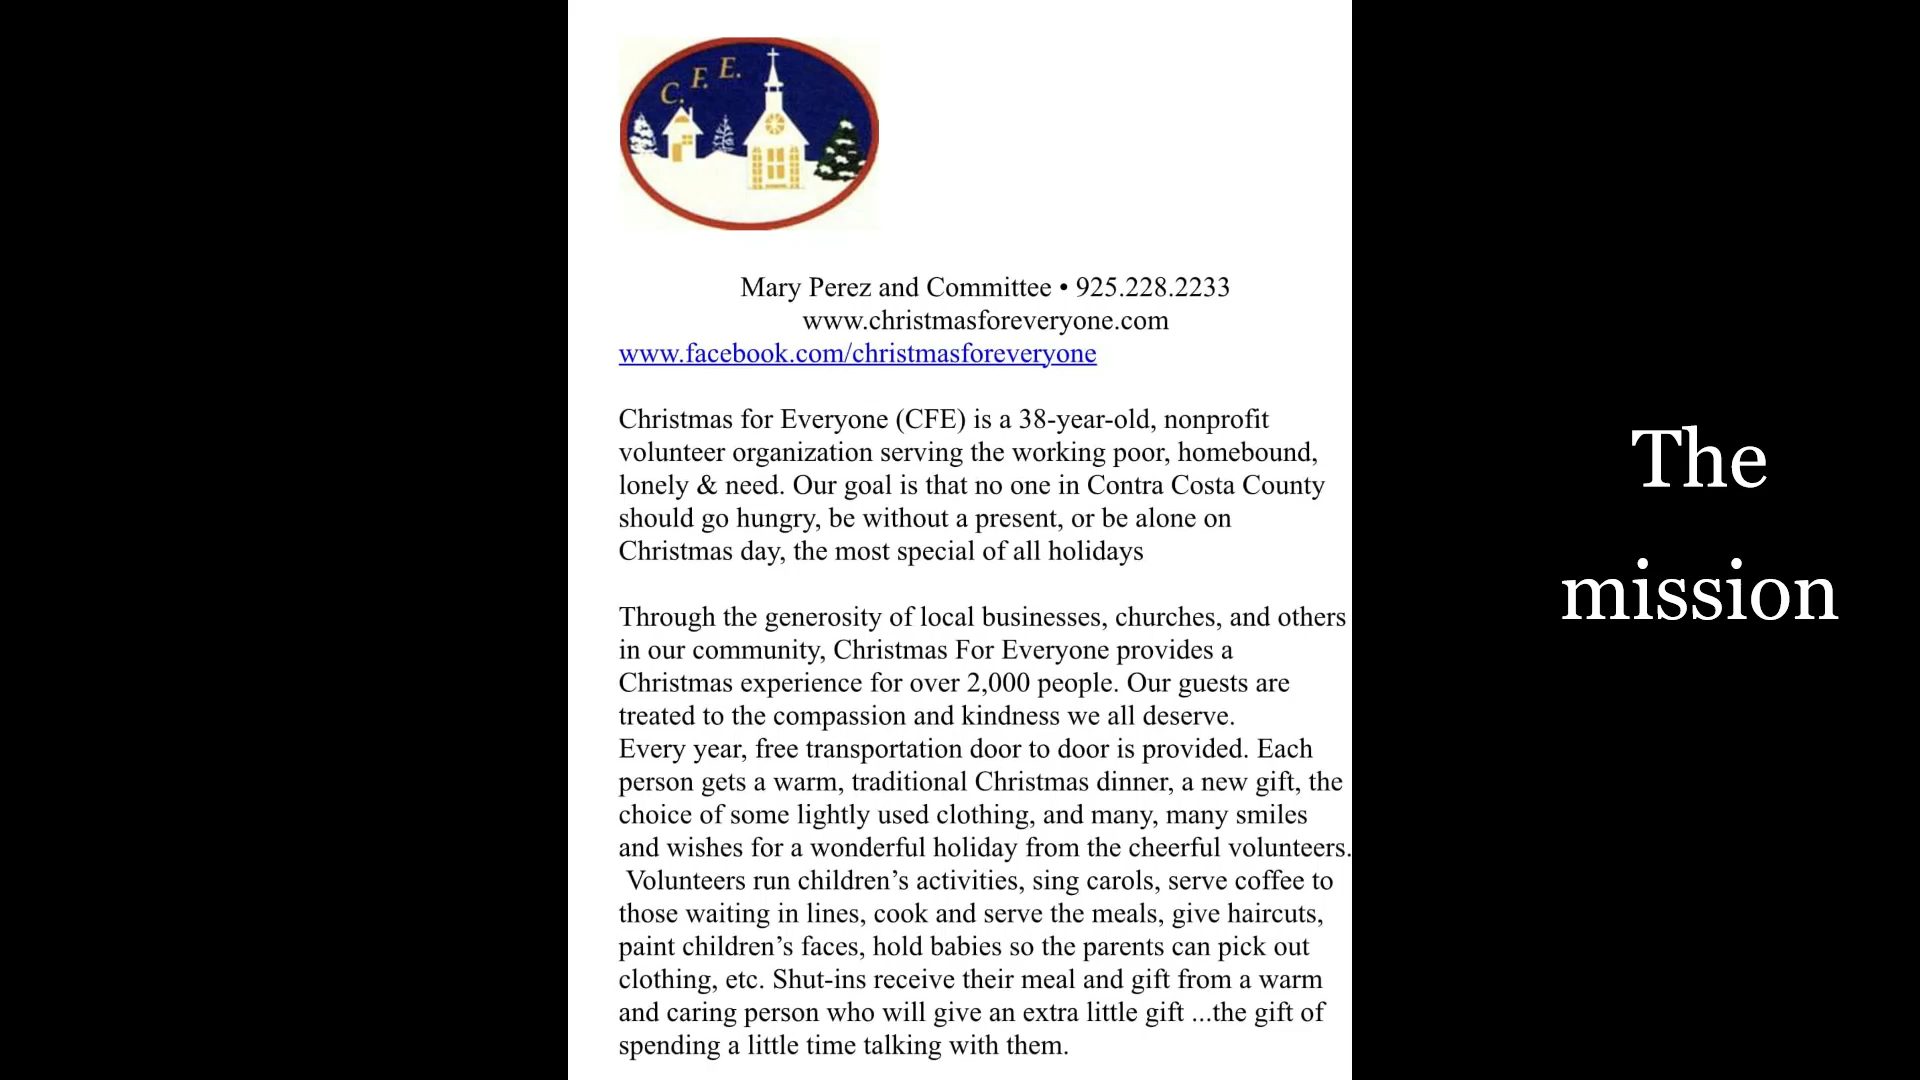 C. F. E.
Mary Perez and Committee • 925.228.2233
www.christmasforeveryone.com
www.facebook.com/christmasforeveryone
Christmas for Everyone (CFE) is a 38-year-old, nonprofit
volunteer organization serving the working poor, homebound,
lonely & need. Our goal is that no one in Contra Costa County
should go hungry, be without a present, or be alone on
Christmas day, the most special of all holidays
Through the generosity of local businesses, churches, and others
in our community, Christmas For Everyone provides a
Christmas experience for over 2,000 people. Our guests are
treated to the compassion and kindness we all deserve.
Every year, free transportation door to door is provided. Each
person gets a warm, traditional Christmas dinner, a new gift, the
choice of some lightly used clothing, and many, many smiles
and wishes for a wonderful holiday from the cheerful volunteers.
Volunteers run children’s activities, sing carols, serve coffee to
those waiting in lines, cook and serve the meals, give haircuts,
paint children’s faces, hold babies so the parents can pick out
clothing, etc. Shut-ins receive their meal and gift from a warm
and caring person who will give an extra little gift ...the gift of
spending a little time talking with them.
The
mission